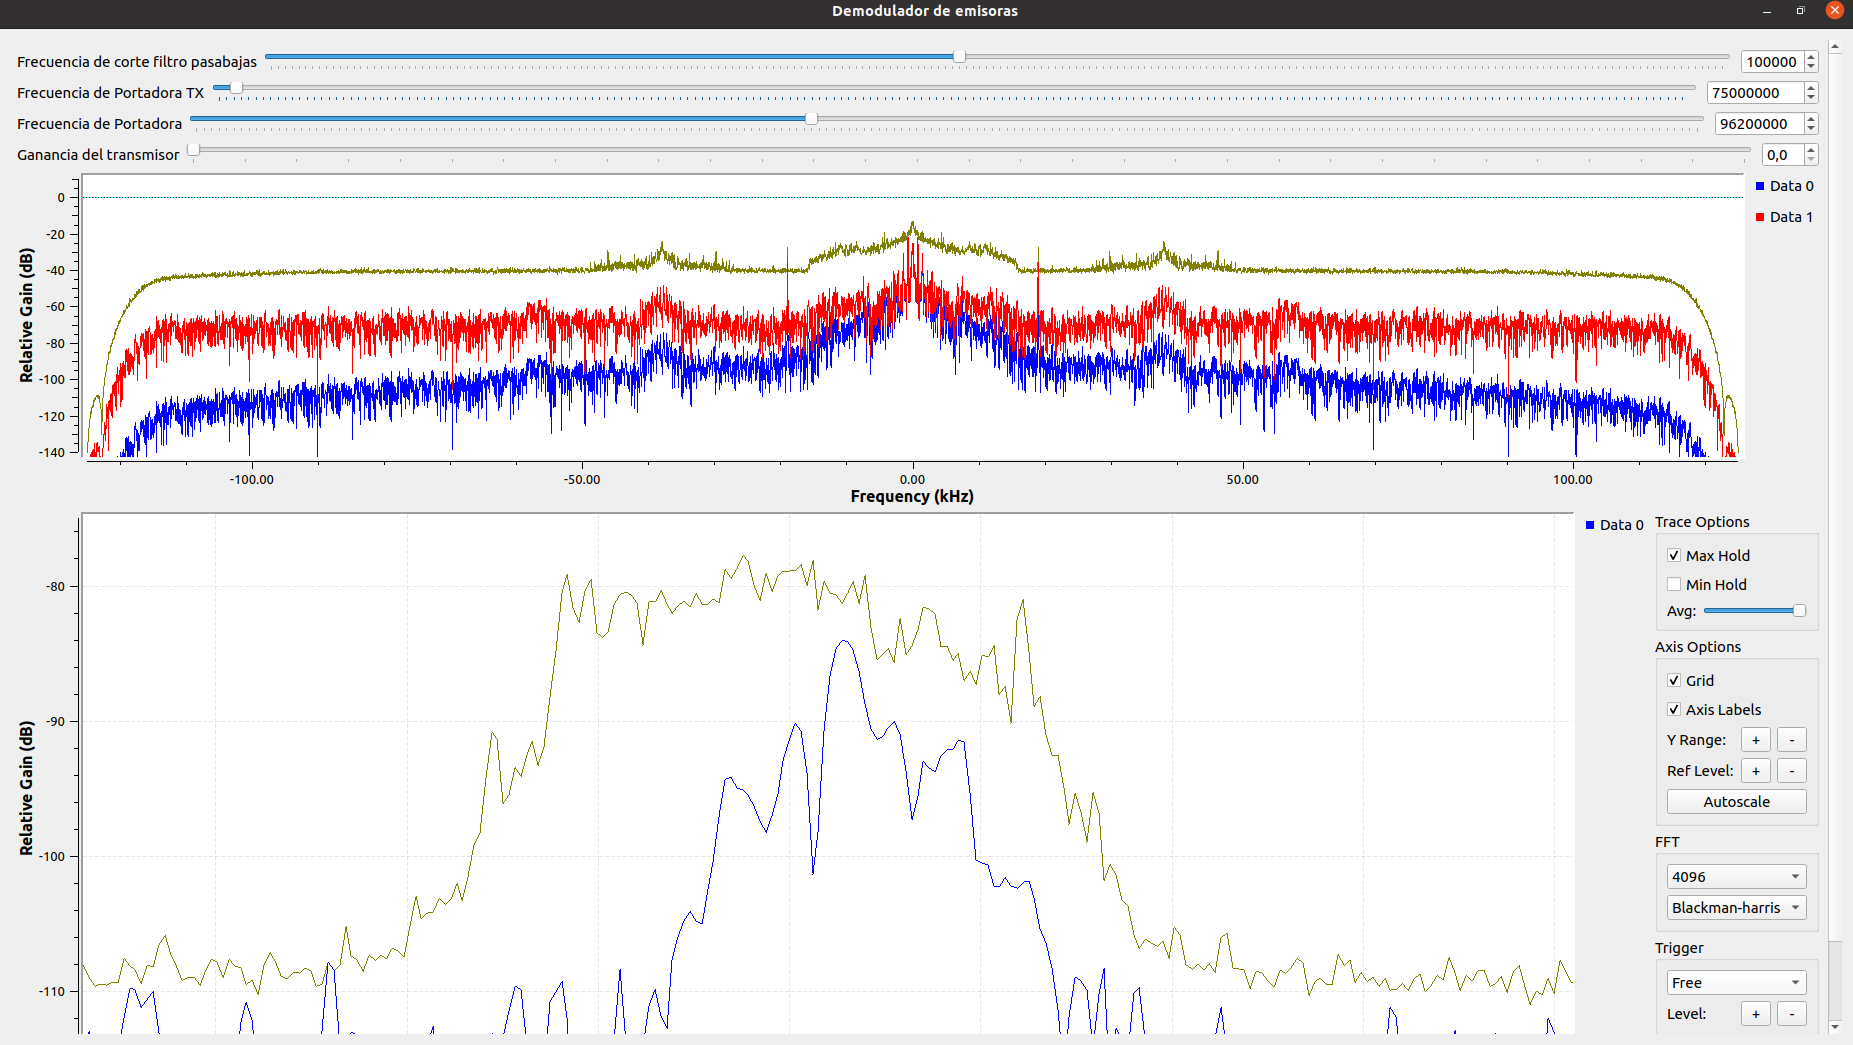 Demodulador de emisoras
Frecuencia de corte filtro pasabajas 100000
Frecuencia de Portadora TX 75000000
Frecuencia de Portadora 96200000
Ganancia del transmisor 0,0
Relative Gain (dB)
0
-20
-40
-60
-80
-100
-120
-140
-100.00 -50.00 0.00 50.00 100.00
Frequency (kHz)
Data 0
Data 1
Relative Gain (dB)
-80
-90
-100
-110
Data 0
Trace Options
Max Hold
Min Hold
Avg:
Axis Options
Grid
Axis Labels
Y Range: + -
Ref Level: + -
Autoscale
FFT
4096
Blackman-harris
Trigger
Free
Level: + -